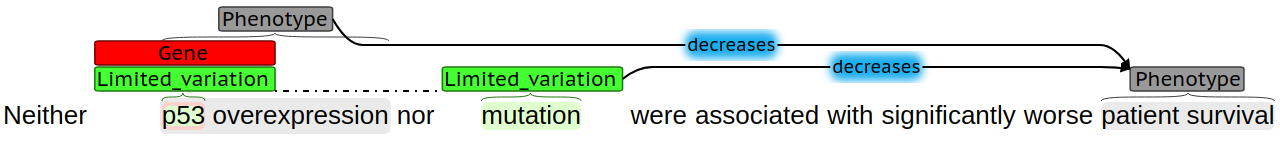 Phenotype
decreases
Gene
decreases
Limited_variation
Limited_variation
Phenotype
Neither p53 overexpression nor mutation were associated with significantly worse patient survival